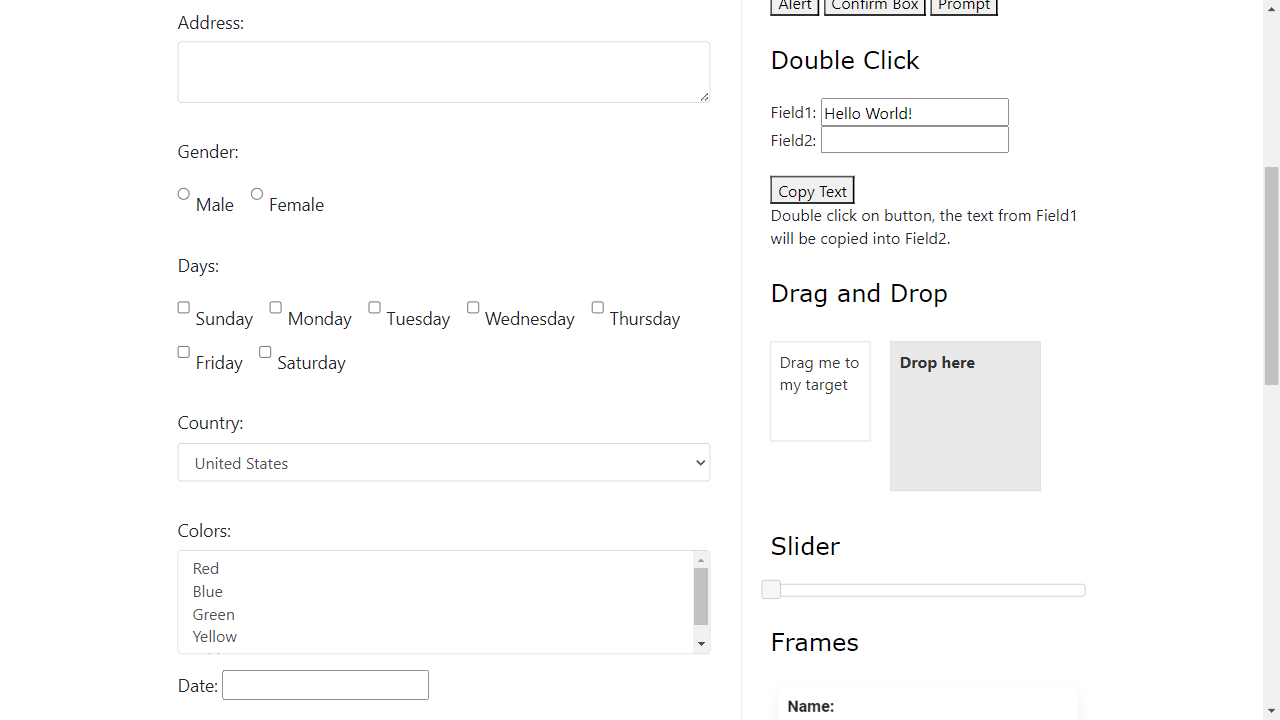 Address:
Gender:
Male Female
Days:
Sunday Monday Tuesday Wednesday Thursday
Friday Saturday
Country:
United States
Colors:
Red
Blue
Green
Yellow
Date:
Alert Confirm Box Prompt
Double Click
Field1: Hello World!
Field2:
Copy Text
Double click on button, the text from Field1
will be copied into Field2.
Drag and Drop
Drag me to
my target
Drop here
Slider
Frames
Name: